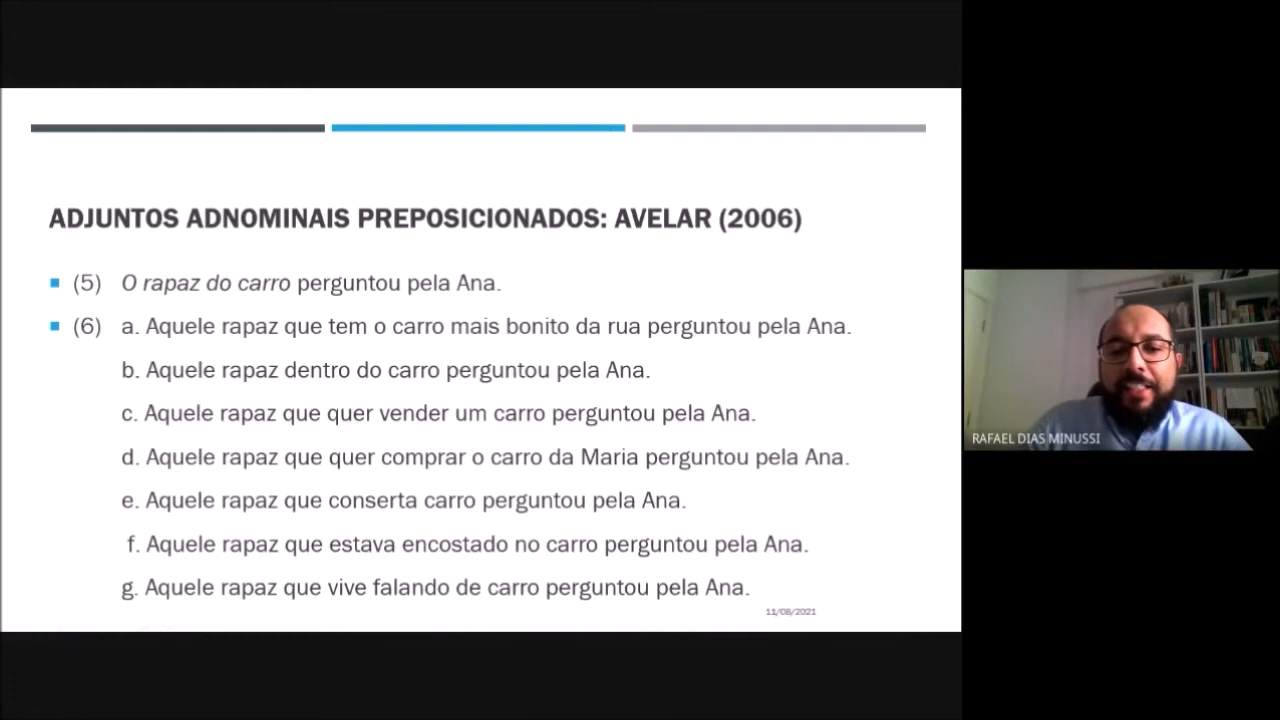 ADJUNTOS ADNOMINAIS PREPOSICIONADOS: AVELAR (2006)
(5) O rapaz do carro perguntou pela Ana.
(6) a. Aquele rapaz que tem o carro mais bonito da rua perguntou pela Ana.
b. Aquele rapaz dentro do carro perguntou pela Ana.
c. Aquele rapaz que quer vender um carro perguntou pela Ana.
d. Aquele rapaz que quer comprar o carro da Maria perguntou pela Ana.
e. Aquele rapaz que conserta carro perguntou pela Ana.
f. Aquele rapaz que estava encostado no carro perguntou pela Ana.
g. Aquele rapaz que vive falando de carro perguntou pela Ana.
11/08/2021
RAFAEL DIAS MINUSSI